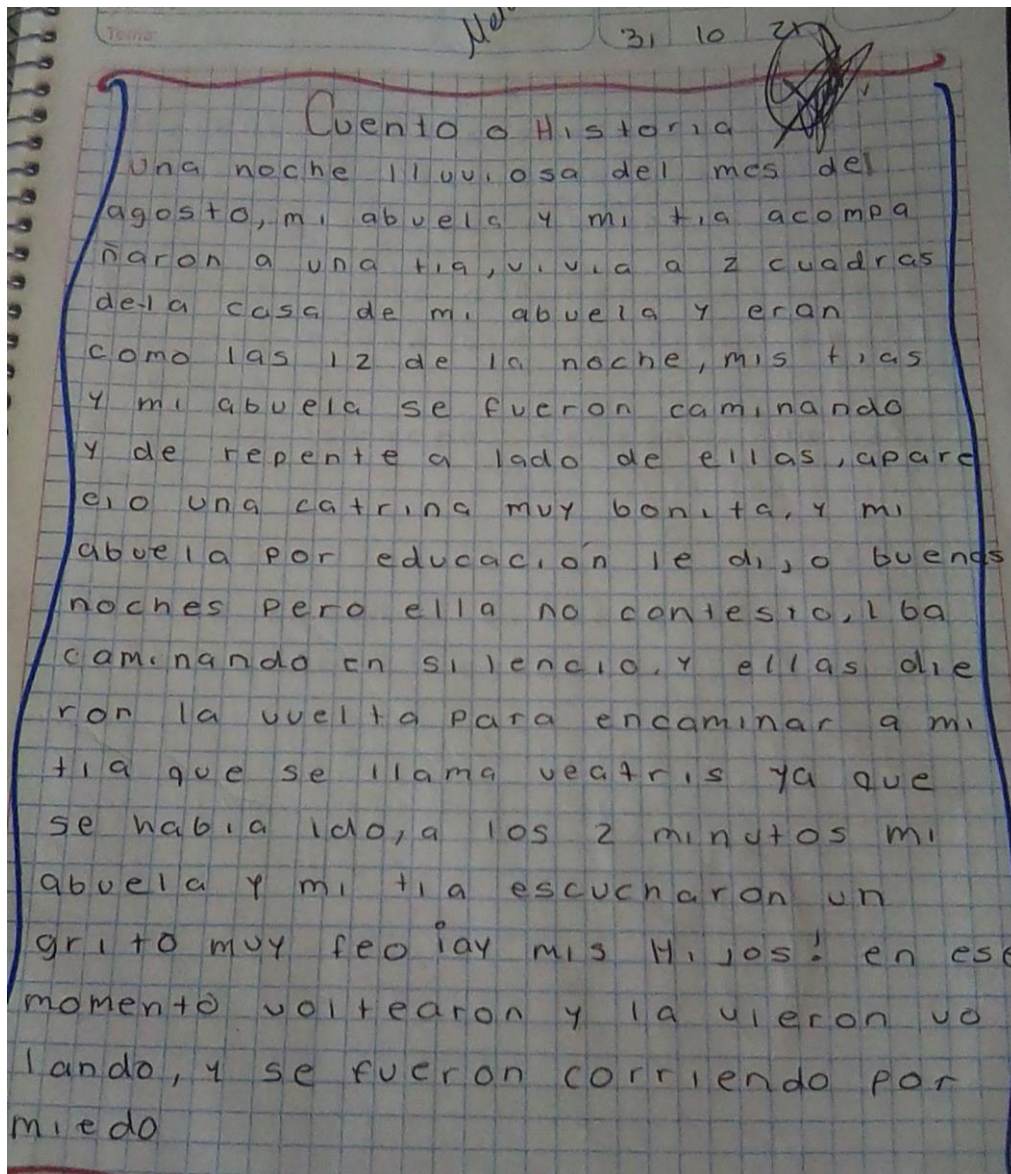 Tema:
31 10 21
Cuento o Historia
una noche lluviosa del mes del
agosto, mi abuela y mi tia acompa
ñaron a una tia, vivia a 2 cuadras
de la casa de mi abuela y eran
como las 12 de la noche, mis tias
y mi abuela se fueron caminando
y de repente a lado de ellas, apare
cio una catrina muy bonita, y mi
abuela por educación le dijo buenas
noches pero ella no contesto, iba
caminando en silencio, y ellas die
ron la vuelta para encaminar a mi
tia que se llama veatris ya que
se habia ido, a los 2 minutos mi
abuela y mi tia escucharon un
grito muy feo ¡ay mis Hijos! en ese
momento voltearon y la vieron vo
lando, y se fueron corriendo por
miedo